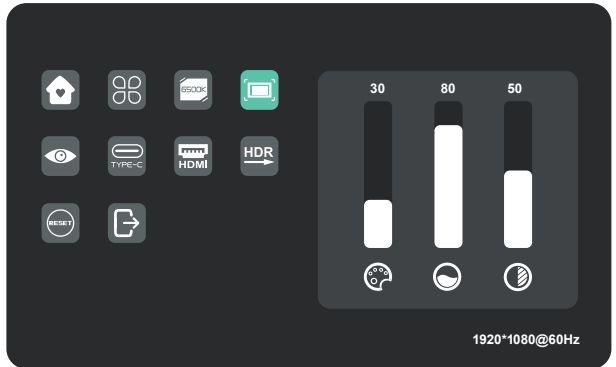 6500K
30 80 50
TYPE-C
HDMI
HDR
RESET
1920*1080@60Hz